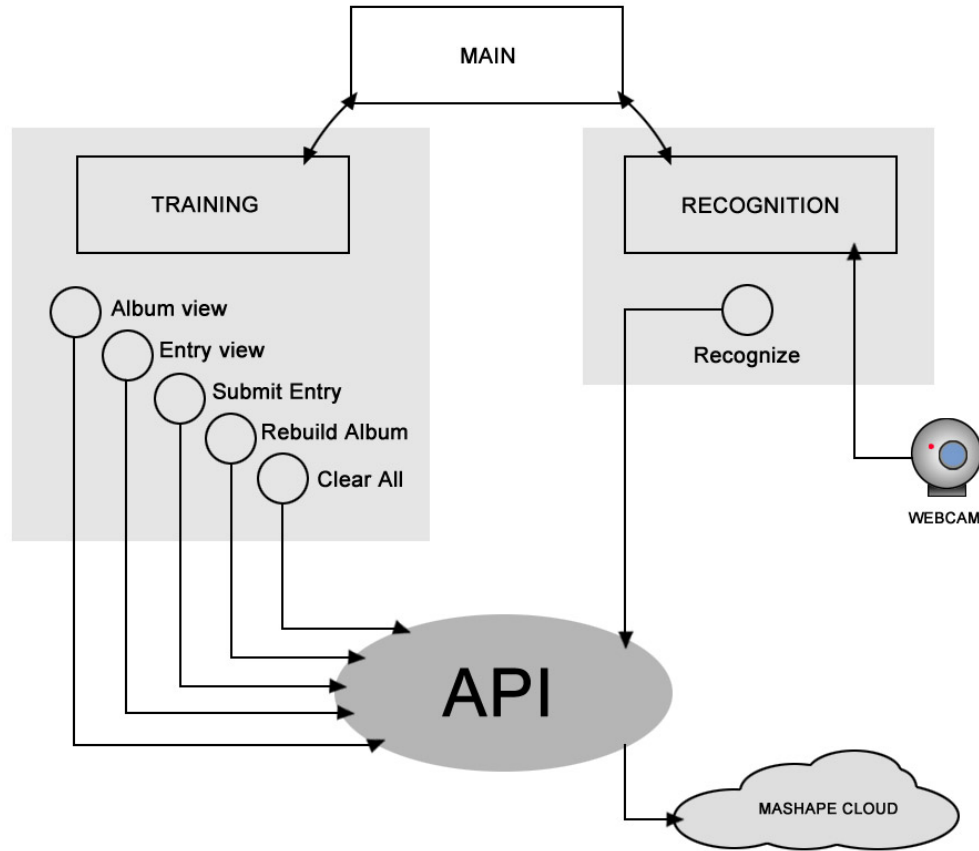 MAIN
TRAINING
RECOGNITION
Album view
Entry view
Submit Entry
Rebuild Album
Clear All
Recognize
WEBCAM
API
MASHAPE CLOUD